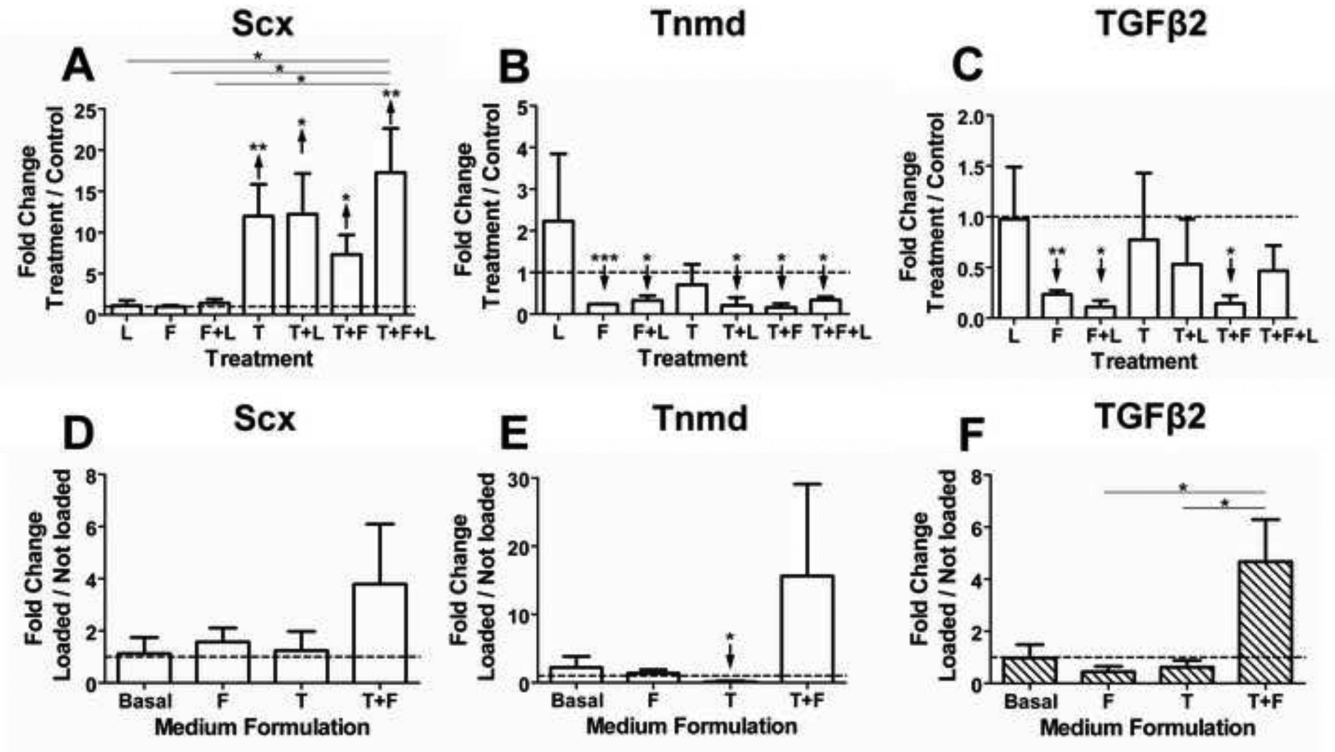 Scx
A
Fold Change
Treatment / Control
25
20
15
10
5
0
*
*
*
**
*
*
**
L F F+L T T+L T+F T+F+L
Treatment
Tnmd
B
Fold Change
Treatment / Control
5
4
3
2
1
0
*** * * * *
L F F+L T T+L T+F T+F+L
Treatment
TGFβ2
C
Fold Change
Treatment / Control
2.0
1.5
1.0
0.5
0.0
** * *
L F F+L T T+L T+F T+F+L
Treatment
Scx
D
Fold Change
Loaded / Not loaded
8
6
4
2
0
Basal F T T+F
Medium Formulation
Tnmd
E
Fold Change
Loaded / Not loaded
30
20
10
0
*
Basal F T T+F
Medium Formulation
TGFβ2
F
Fold Change
Loaded / Not loaded
8
6
4
2
0
*
*
Basal F T T+F
Medium Formulation